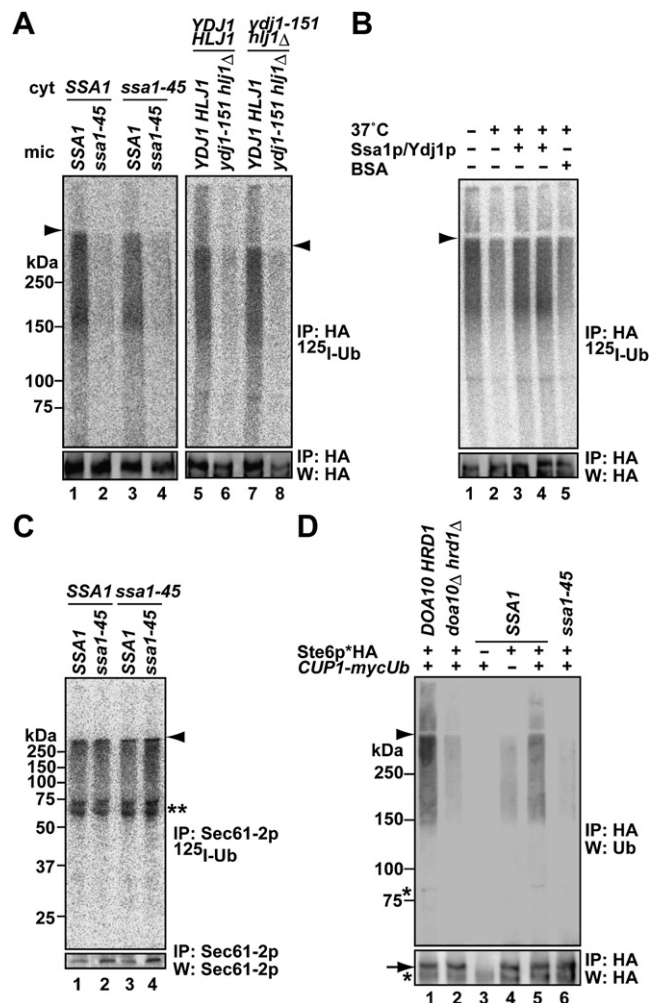 A
cyt SSA1 ssa1-45
YDJ1 HLJ1 ydj1-151 hlj1Δ
mic SSA1 ssa1-45 SSA1 ssa1-45 YDJ1 HLJ1 ydj1-151 hlj1Δ YDJ1 HLJ1 ydj1-151 hlj1Δ
kDa
250
150
100
75
IP: HA
125I-Ub
IP: HA
W: HA
1 2 3 4 5 6 7 8
B
37˚C - + + + +
Ssa1p/Ydj1p - - + + -
BSA - - - - +
IP: HA
125I-Ub
IP: HA
W: HA
1 2 3 4 5
C
SSA1 ssa1-45
SSA1 ssa1-45 SSA1 ssa1-45
kDa
250
150
100
75
**
50
37
25
IP: Sec61-2p
125I-Ub
IP: Sec61-2p
W: Sec61-2p
1 2 3 4
D
DOA10 HRD1 doa10Δ hrd1Δ SSA1 ssa1-45
Ste6p*HA + + - + + +
CUP1-mycUb + + + - + +
kDa
250
150
100
*
75
IP: HA
W: Ub
IP: HA
* W: HA
1 2 3 4 5 6